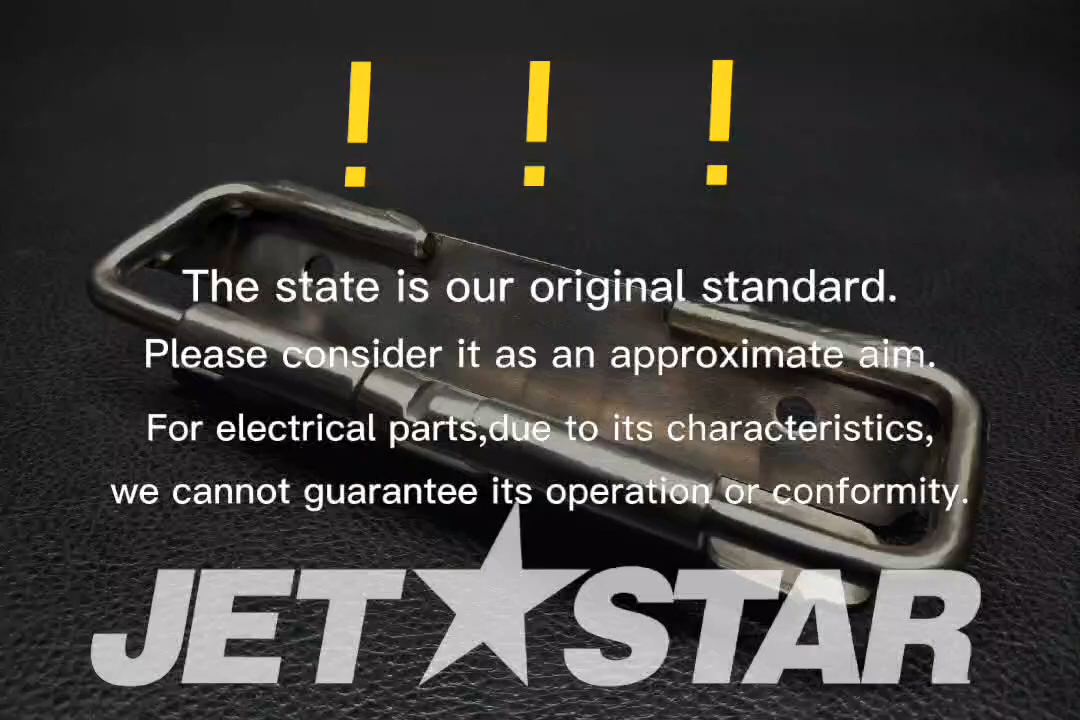 ! ! !
The state is our original standard.
Please consider it as an approximate aim.
For electrical parts,due to its characteristics,
we cannot guarantee its operation or conformity.
JET★STAR